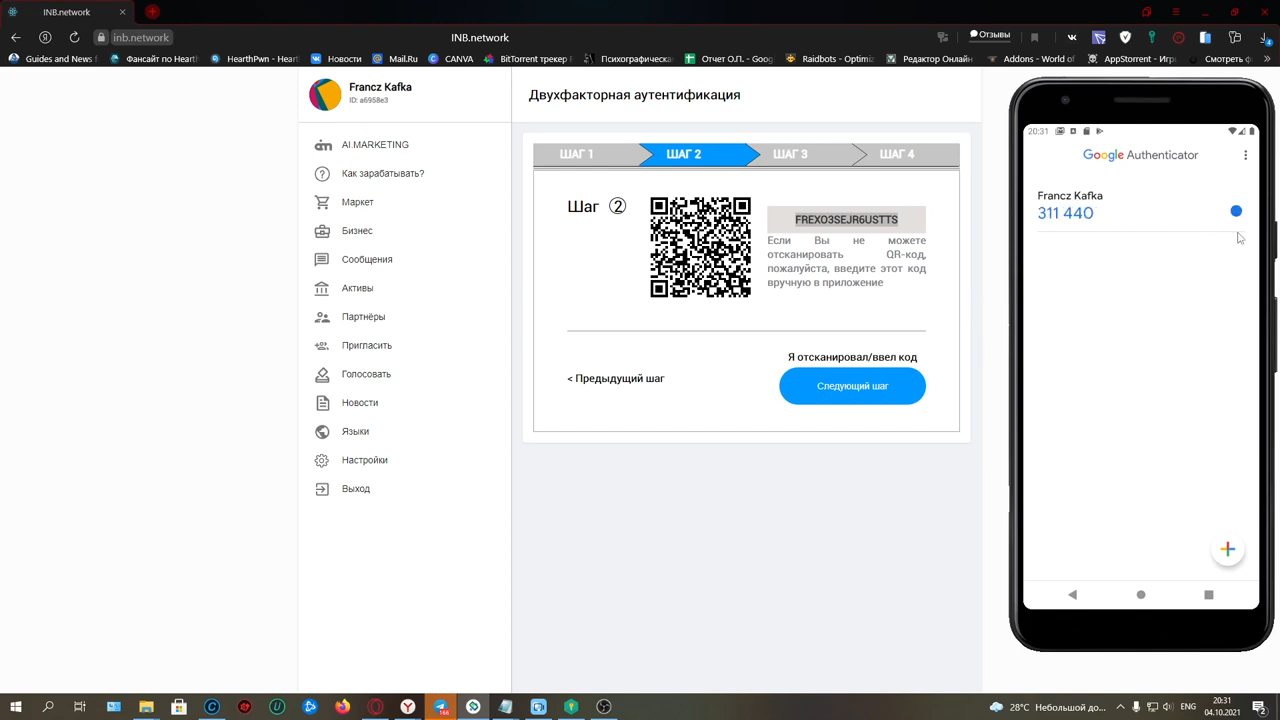 INB.network
inb.network
INB.network
Отзывы
Guides and News f
Фансайт по Hearth
HearthPwn - Heart
Новости
Mail.Ru
CANVA
BitTorrent трекер
Психографическа
Отчет О.П. - Goog
Raidbots - Optimiz
Редактор Онлайн
Addons - World of
AppStorrent - Игры
Смотреть
Francz Kafka
ID: a6958e3
AI.MARKETING
Как зарабатывать?
Маркет
Бизнес
Сообщения
Активы
Партнёры
Пригласить
Голосовать
Новости
Языки
Настройки
Выход
Двухфакторная аутентификация
ШАГ 1
ШАГ 2
ШАГ 3
ШАГ 4
Шаг 2
FREXO3SEJR6USTTS
Если Вы не можете
отсканировать QR-код,
пожалуйста, введите этот код
вручную в приложение
Я отсканировал/ввел код
< Предыдущий шаг
Следующий шаг
20:31
Google Authenticator
Francz Kafka
311 440
166
28°C Небольшой до...
ENG
20:31
04.10.2021
2